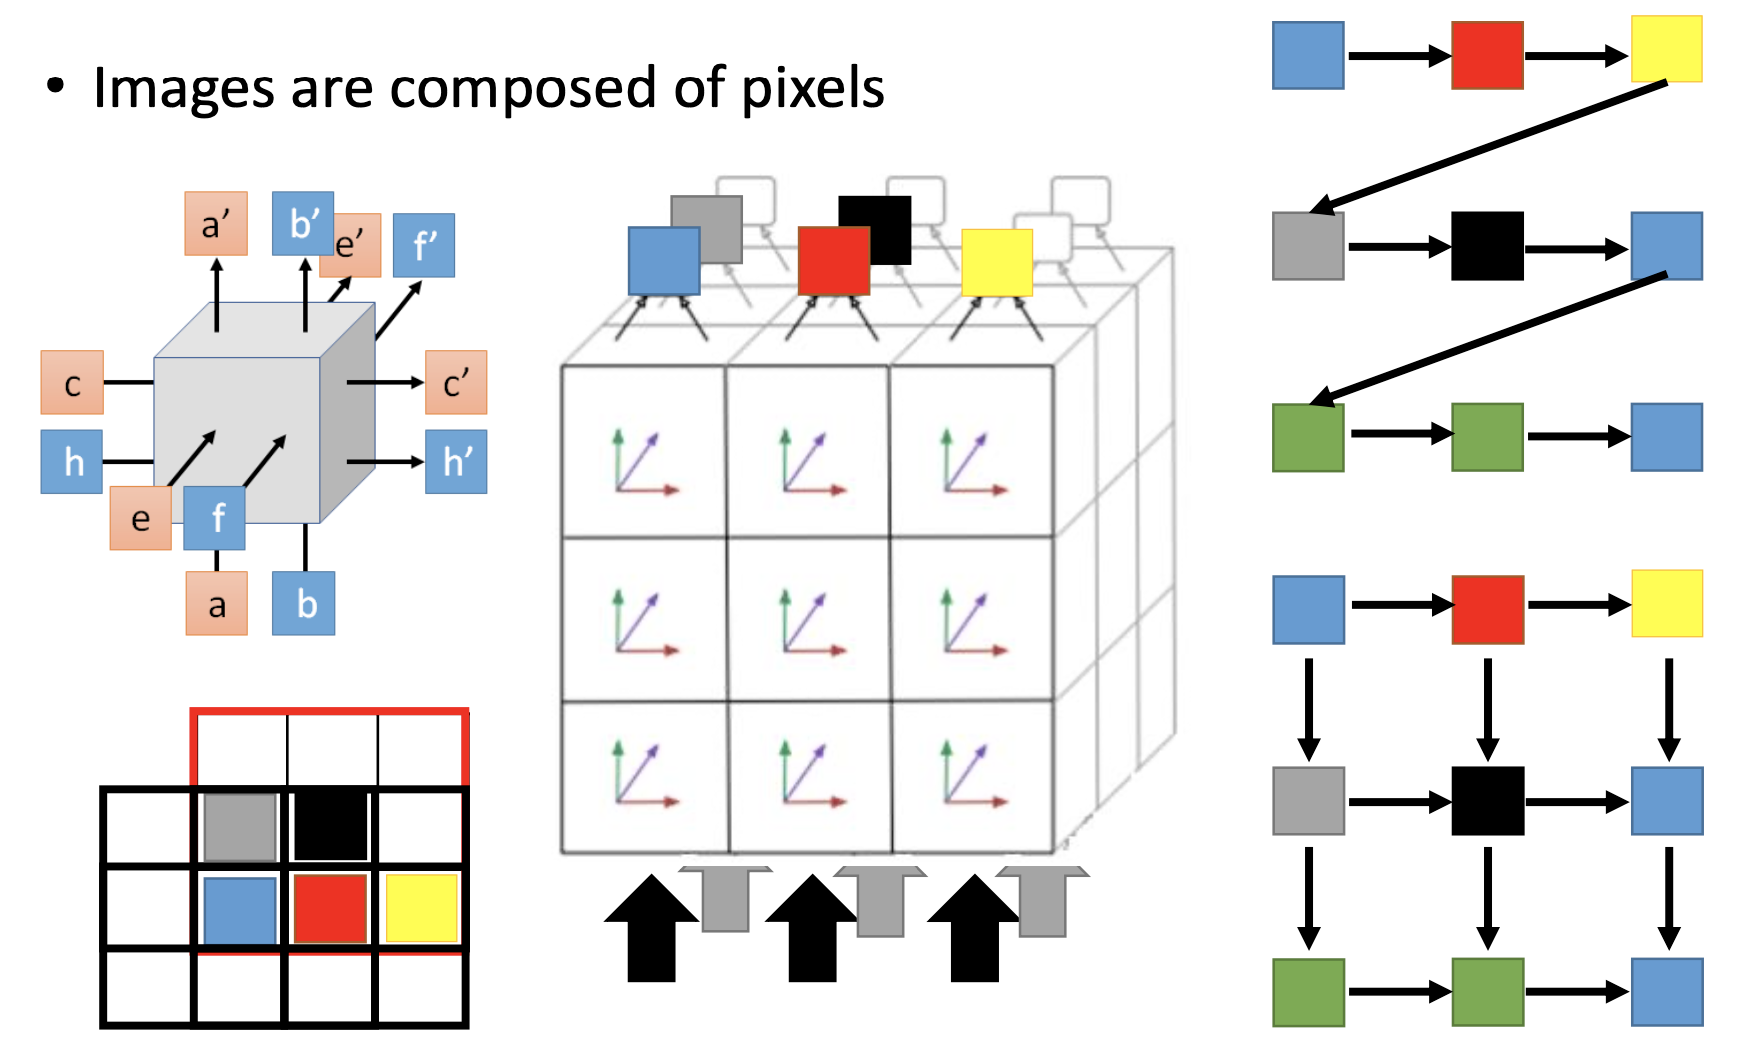 • Images are composed of pixels
a’ b’ e’ f’
c c’
h h’
e f
a b